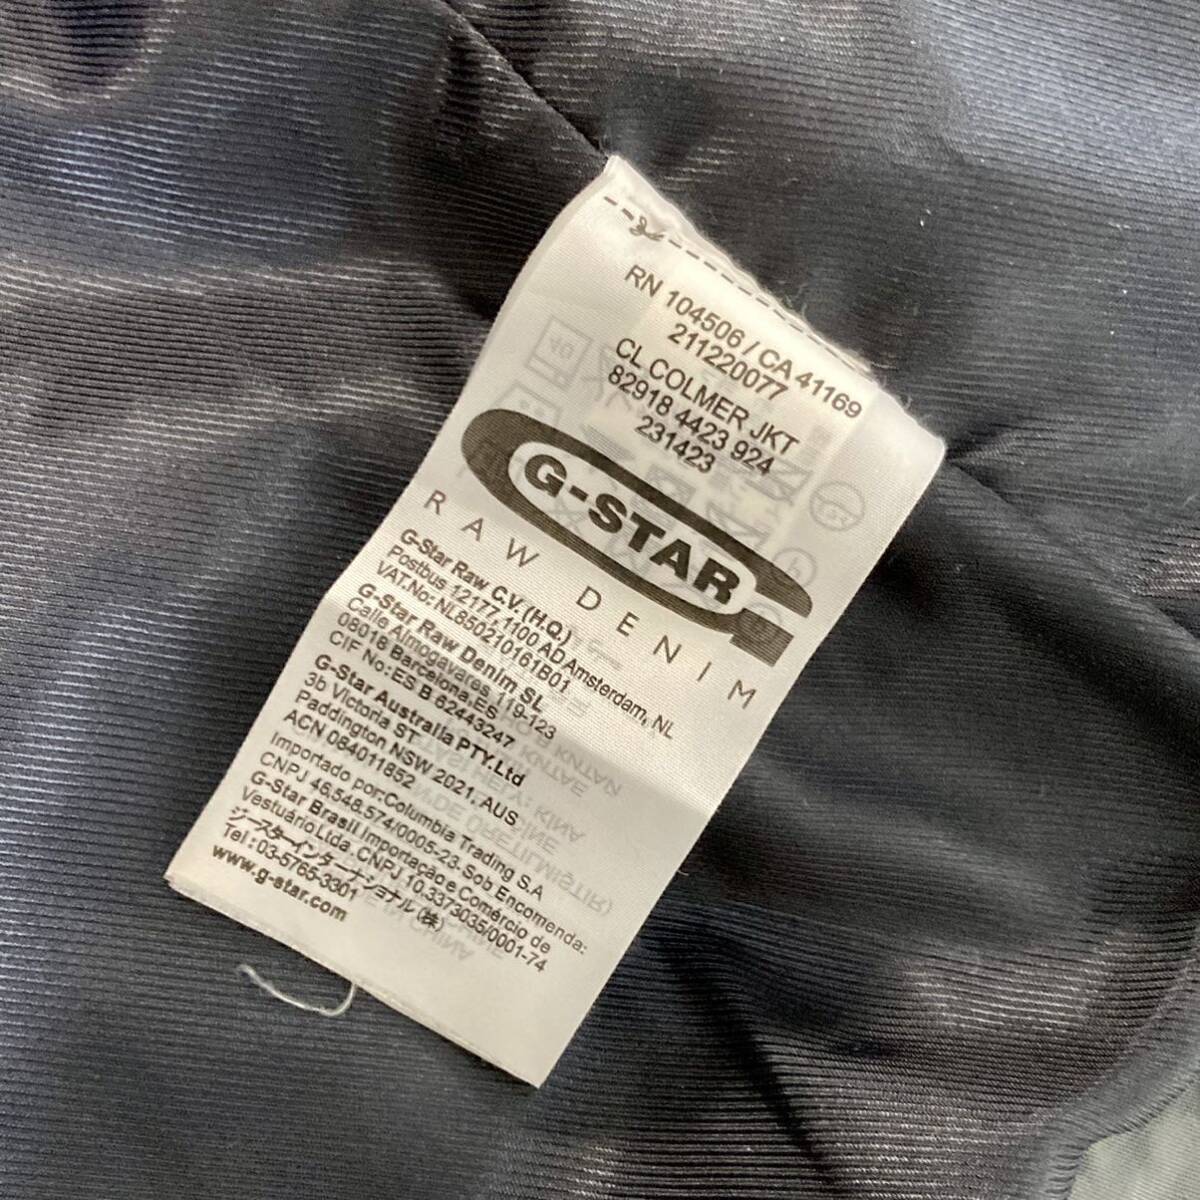 RN 104506 / CA 41169
211220077
CL COLMER JKT
82918 4423 924
231423
G-STAR
RAW DENIM
G-Star Raw C.V. (H.Q.)
Postbus 12177, 1100 AD Amsterdam, NL
VAT.No: NL850210161B01
G-Star Raw Denim SL
Calle Almogavares 119-123
08018 Barcelona, ES
CIF No: ES B 62443247
G-Star Australia PTY.Ltd
3b Victoria ST
Paddington NSW 2021, AUS
ACN 084011852
Importado por:Columbia Trading S.A
CNPJ 46.548.574/0005-23-Sob Encomenda:
G-Star Brasil Importação e Comércio de
Vestuário Ltda, CNPJ 10.3373035/0001-74
ジースターインターナショナル (株)
Tel : 03-5765-3301
www.g-star.com